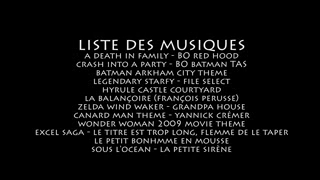 LISTE DES MUSIQUES
A DEATH IN FAMILY - BO RED HOOD
CRASH INTO A PARTY - BO BATMAN TAS
BATMAN ARKHAM CITY THEME
LEGENDARY STARFY - FILE SELECT
HYRULE CASTLE COURTYARD
LA BALANÇOIRE (FRANÇOIS PERUSSE)
ZELDA WIND WAKER - GRANDPA HOUSE
CANARD MAN THEME - YANNICK CRÉMER
WONDER WOMAN 2009 MOVIE THEME
EXCEL SAGA - LE TITRE EST TROP LONG, FLEMME DE LE TAPER
LE PETIT BONHMME EN MOUSSE
SOUS L'OCEAN - LA PETITE SIRÈNE